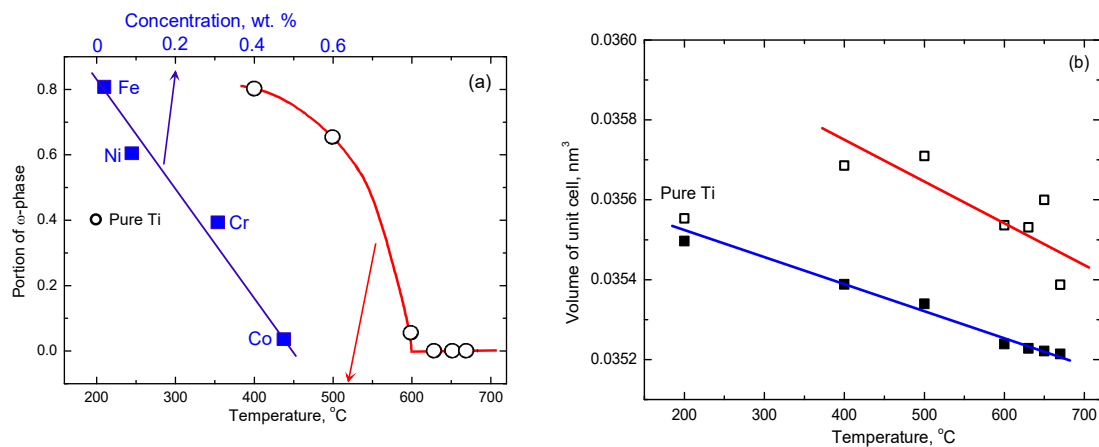 Concentration, wt. %
0 0.2 0.4 0.6
(a)
0.8
0.6
0.4
0.2
0.0
Portion of ω-phase
Fe
Ni
Pure Ti
Cr
Co
200 300 400 500 600 700
Temperature, °C
(b)
0.0360
0.0358
0.0356
0.0354
0.0352
Volume of unit cell, nm³
Pure Ti
200 300 400 500 600 700
Temperature, °C